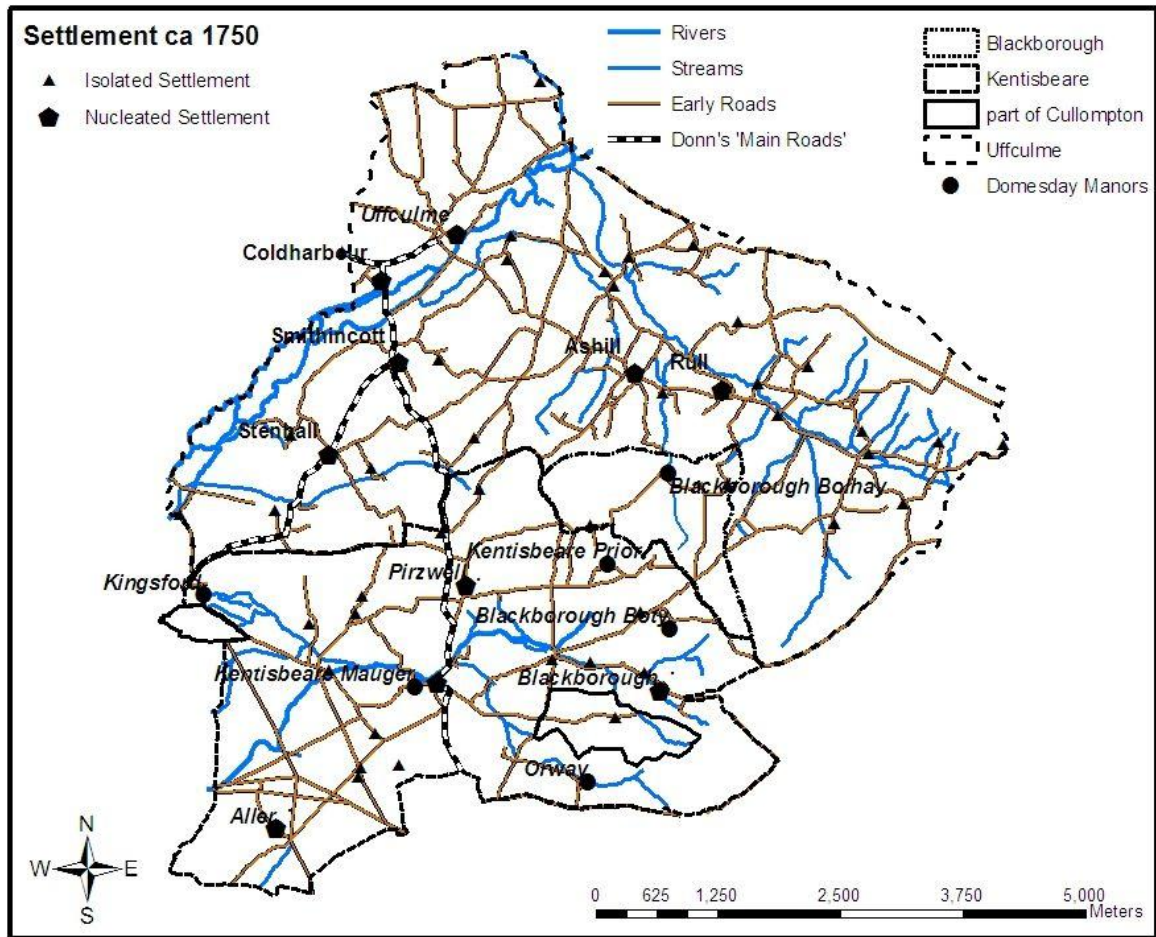 Settlement ca 1750
Isolated Settlement
Nucleated Settlement
Rivers
Streams
Early Roads
Donn's 'Main Roads'
Blackborough
Kentisbeare
part of Cullompton
Uffculme
Domesday Manors
Uffculme
Coldharbour
Smithincott
Ashill
Rull
Stenhall
Blackborough Bolhay
Kentisbeare Prior
Pirzwell
Kingsford
Blackborough Boty
Kentisbeare Mauger
Blackborough
Orway
Aller
N
W E
S
0 625 1,250 2,500 3,750 5,000
Meters